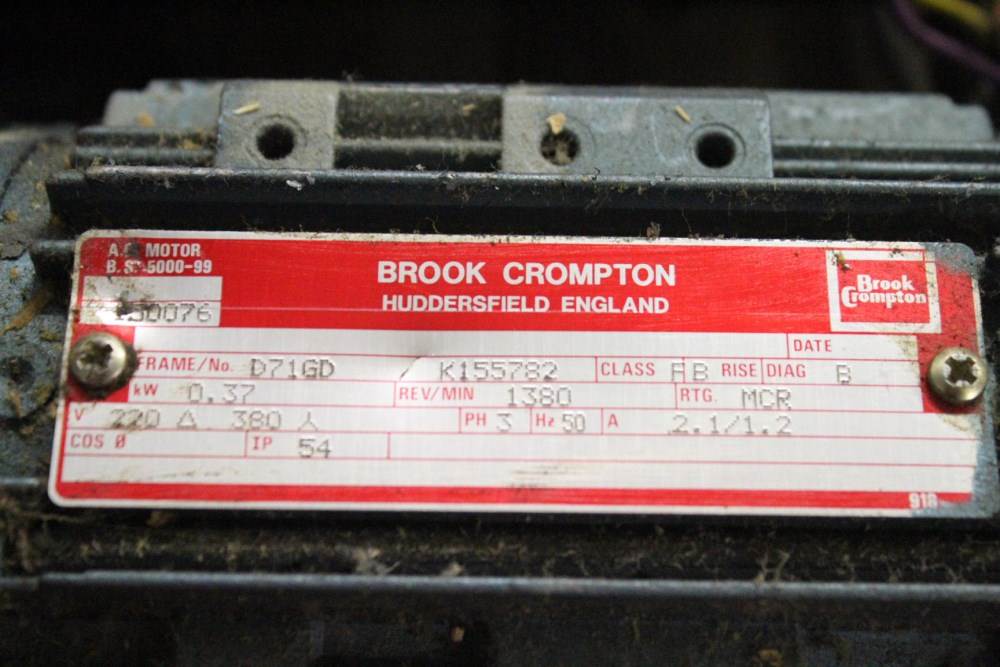 A.C. MOTOR
B.S. 5000-99
BROOK CROMPTON
HUDDERSFIELD ENGLAND
Brook
Crompton
DATE
FRAME/No. D71GD K155782 CLASS F B RISE DIAG B
kW 0.37 REV/MIN 1380 RTG. MCR
V 220 Δ 380 ⅄ PH 3 Hz 50 A 2.1/1.2
COS Ø IP 54
918